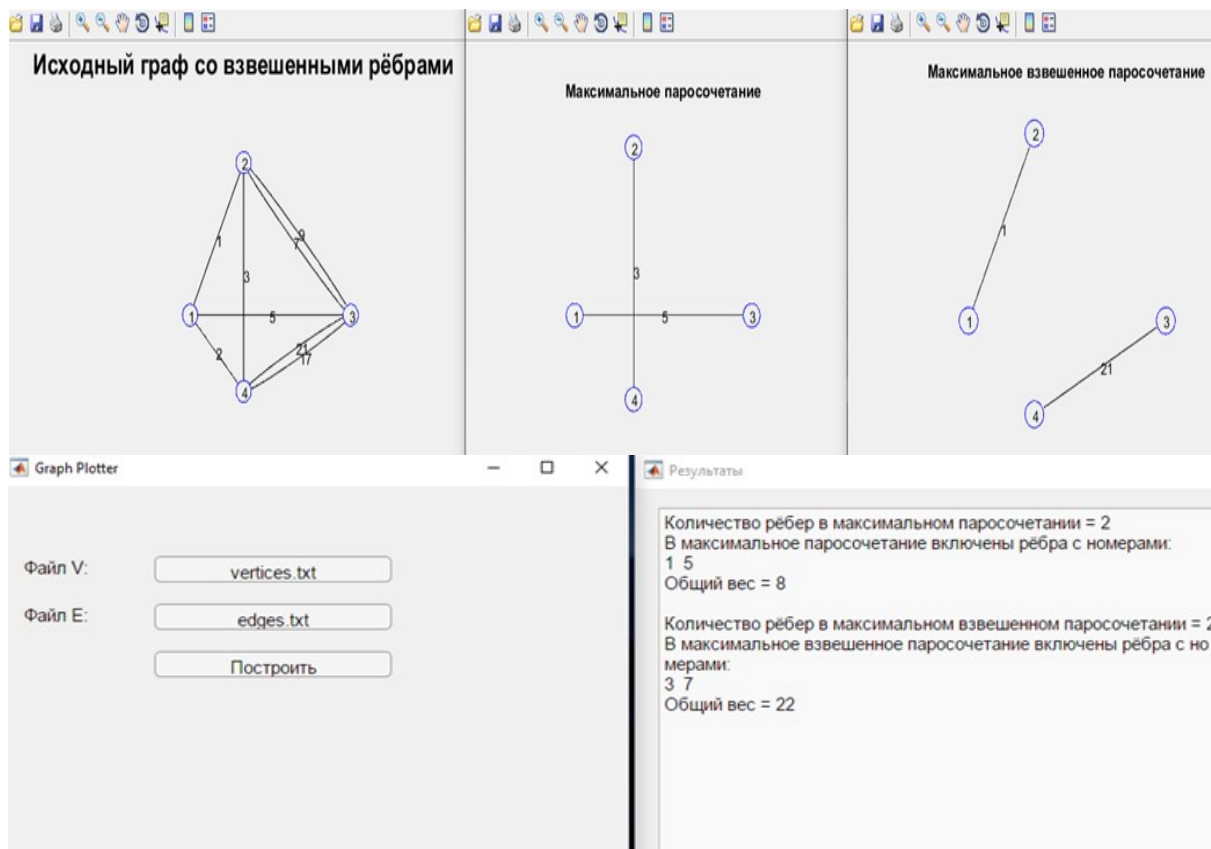 Исходный граф со взвешенными рёбрами
2
1
9
7
3
1
5
3
2
21
17
4
Максимальное паросочетание
2
3
1
5
3
4
Максимальное взвешенное паросочетание
2
1
1
3
21
4
Graph Plotter
Файл V:
vertices.txt
Файл E:
edges.txt
Построить
Результаты
Количество рёбер в максимальном паросочетании = 2
В максимальное паросочетание включены рёбра с номерами:
1 5
Общий вес = 8
Количество рёбер в максимальном взвешенном паросочетании = 2
В максимальное взвешенное паросочетание включены рёбра с но
мерами:
3 7
Общий вес = 22